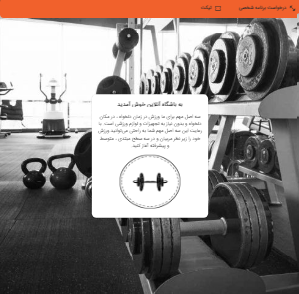 درخواست برنامه شخصی
تیکت
به باشگاه آنلاین خوش آمدید
سه اصل مهم برای ما ورزش در زمان دلخواه ، در مکان
دلخواه و بدون نیاز به تجهیزات و لوازم ورزشی است. با
رعایت این سه اصل مهم شما به راحتی می‌توانید ورزش
خود را زیر نظر مربیان و در سه سطح مبتدی ، متوسط
و پیشرفته آغاز کنید